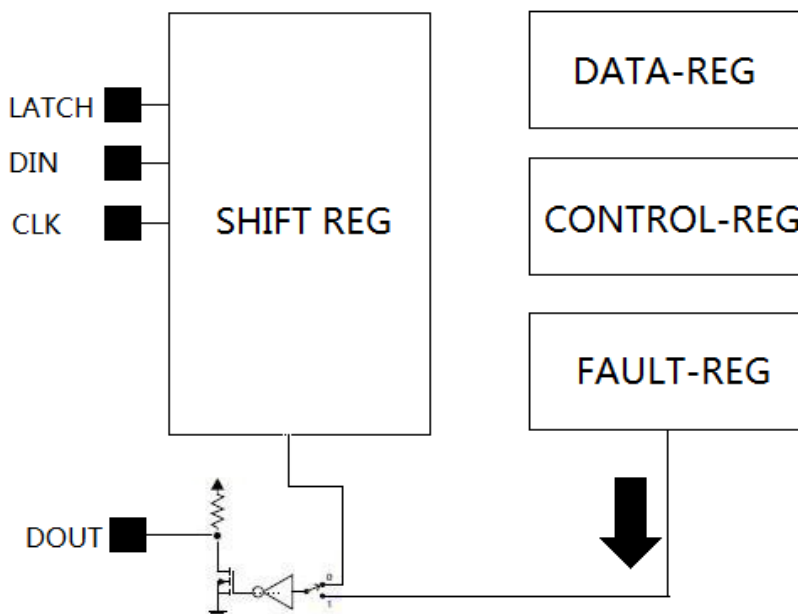 LATCH
DIN
CLK
SHIFT REG
DATA-REG
CONTROL-REG
FAULT-REG
DOUT
0
1